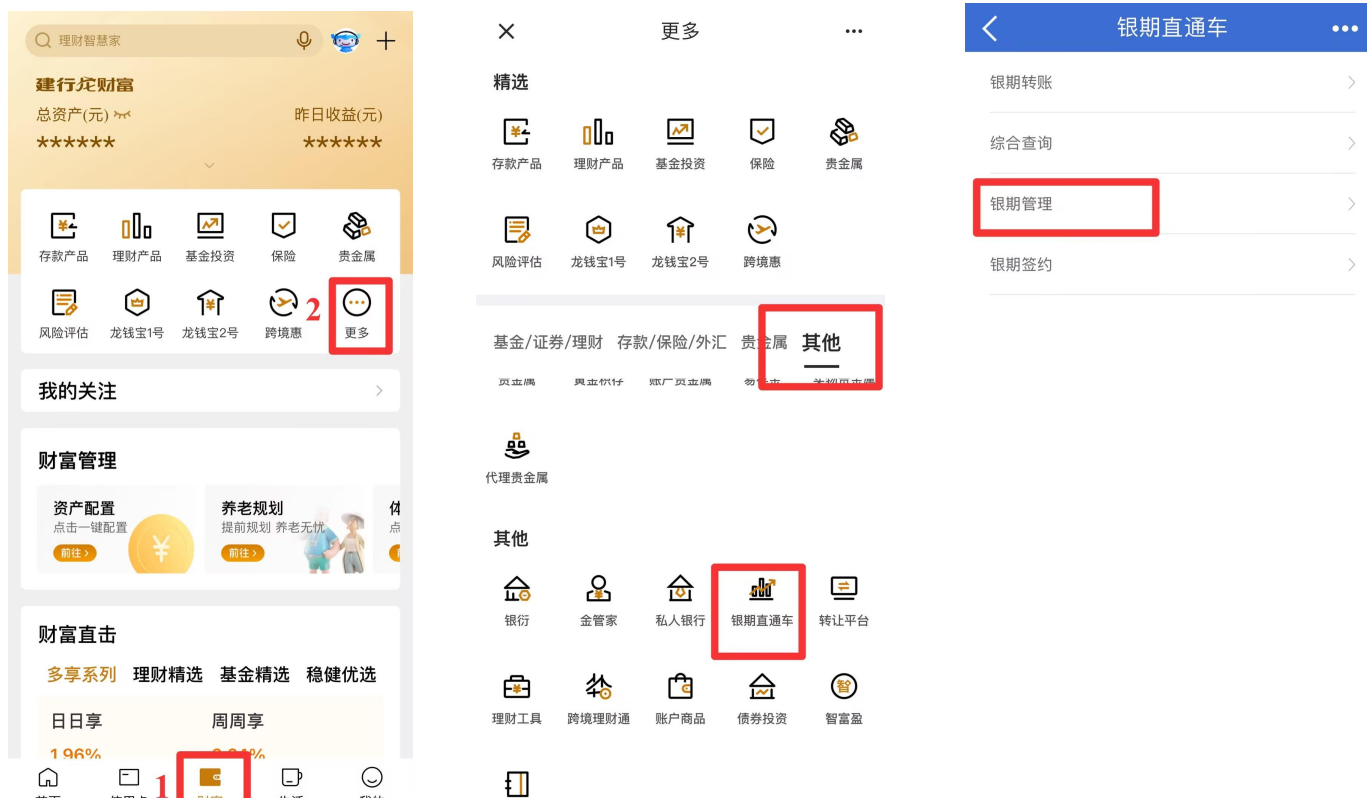 理财智慧家
建行龙财富
总资产(元)
昨日收益(元)
******
******
存款产品 理财产品 基金投资 保险 贵金属
风险评估 龙钱宝1号 龙钱宝2号 跨境惠 2 更多
我的关注
财富管理
资产配置
点击一键配置
前往
养老规划
提前规划 养老无忧
前往
体
点
财富直击
多享系列 理财精选 基金精选 稳健优选
日日享 周周享
1.96%
1
更多
精选
存款产品 理财产品 基金投资 保险 贵金属
风险评估 龙钱宝1号 龙钱宝2号 跨境惠
基金/证券/理财 存款/保险/外汇 贵金属 其他
代理贵金属
其他
银衍 金管家 私人银行 银期直通车 转让平台
理财工具 跨境理财通 账户商品 债券投资 智富盈
银期直通车
银期转账
综合查询
银期管理
银期签约